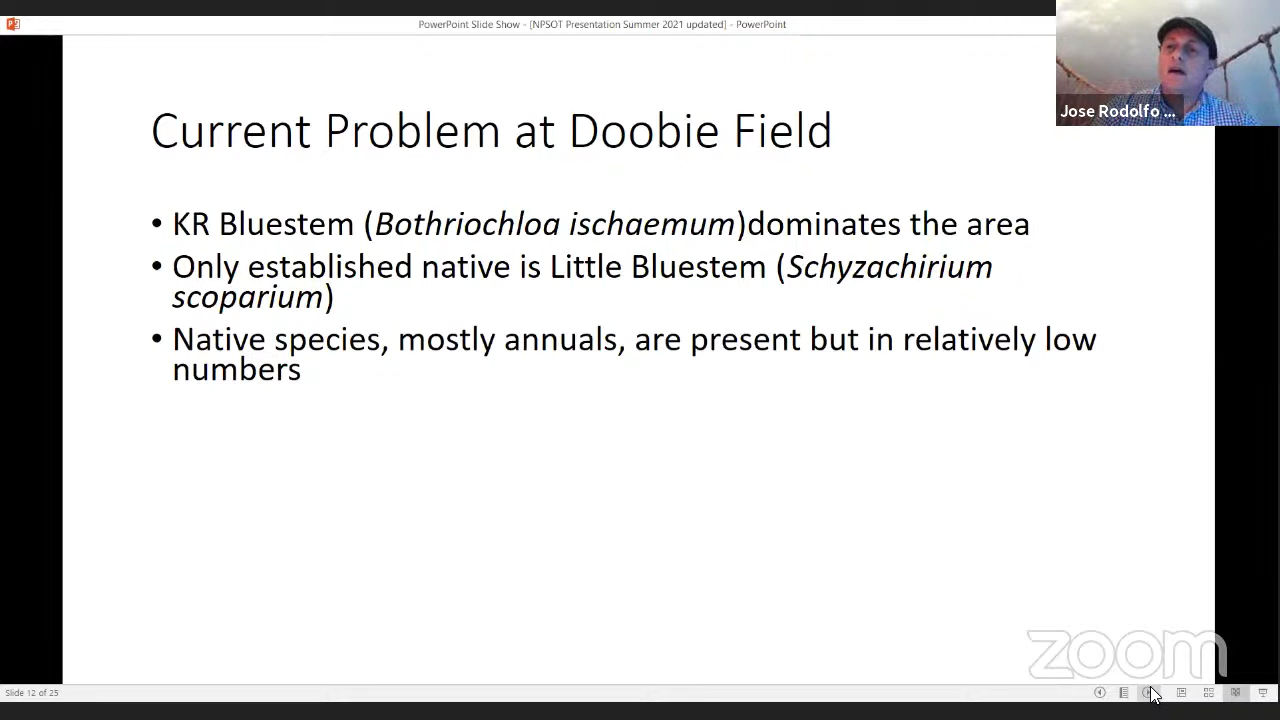 PowerPoint Slide Show - [NPSOT Presentation Summer 2021 updated] - PowerPoint
Jose Rodolfo ...
Current Problem at Doobie Field
• KR Bluestem (Bothriochloa ischaemum)dominates the area
• Only established native is Little Bluestem (Schyzachirium
scoparium)
• Native species, mostly annuals, are present but in relatively low
numbers
zoom
Slide 12 of 25